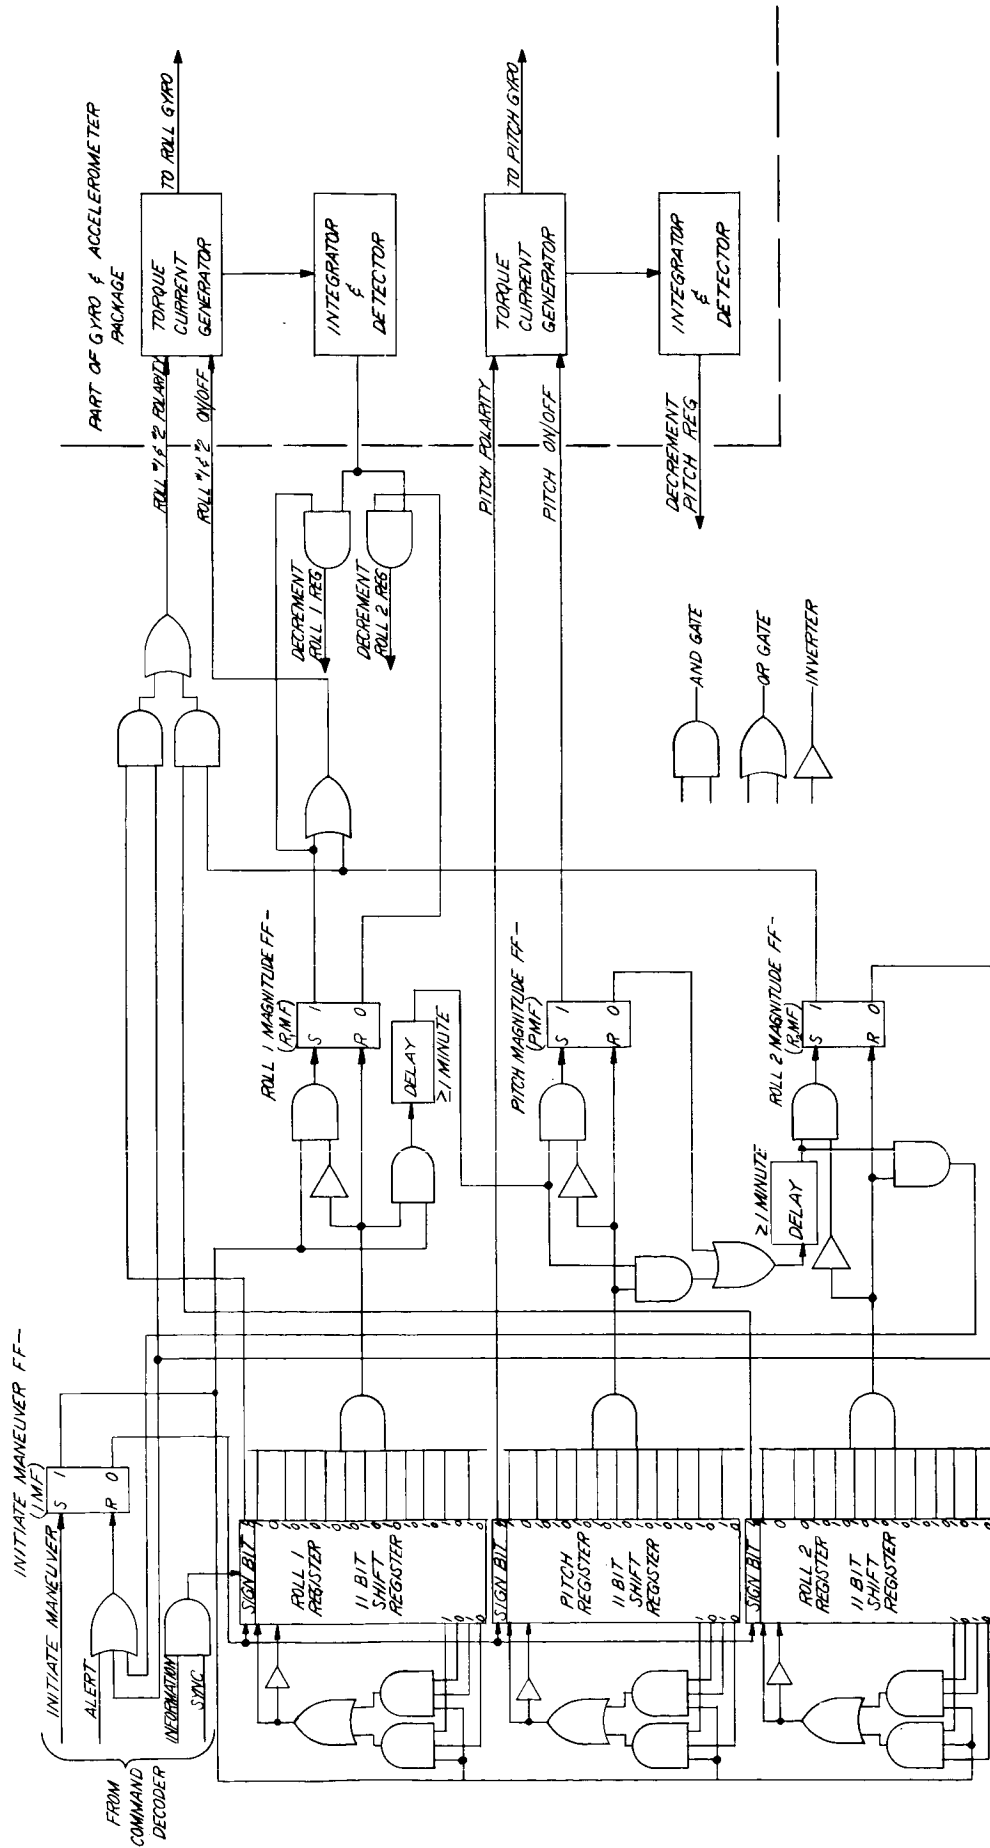 INITIATE MANEUVER FF-
(IMF)
S 1
R 0
INITIATE MANEUVER
ALERT
INFORMATION
SYNC
FROM
COMMAND
DECODER
SIGN BIT
ROLL 1
REGISTER
11 BIT
SHIFT
REGISTER
SIGN BIT
PITCH
REGISTER
11 BIT
SHIFT
REGISTER
SIGN BIT
ROLL 2
REGISTER
11 BIT
SHIFT
REGISTER
ROLL 1 MAGNITUDE FF-
(R₁MF)
S 1
R 0
DELAY
≥1 MINUTE
PITCH MAGNITUDE FF-
(PMF)
S 1
R 0
≥1 MINUTE
DELAY
ROLL 2 MAGNITUDE FF-
(R₂MF)
S 1
R 0
DECREMENT
ROLL 1 REG
DECREMENT
ROLL 2 REG
AND GATE
OR GATE
INVERTER
PART OF GYRO & ACCELEROMETER
PACKAGE
ROLL #1 & #2 POLARITY
ROLL #1 & #2 ON/OFF
TORQUE
CURRENT
GENERATOR
TO ROLL GYRO
INTEGRATOR
&
DETECTOR
PITCH POLARITY
PITCH ON/OFF
TORQUE
CURRENT
GENERATOR
TO PITCH GYRO
INTEGRATOR
&
DETECTOR
DECREMENT
PITCH REG